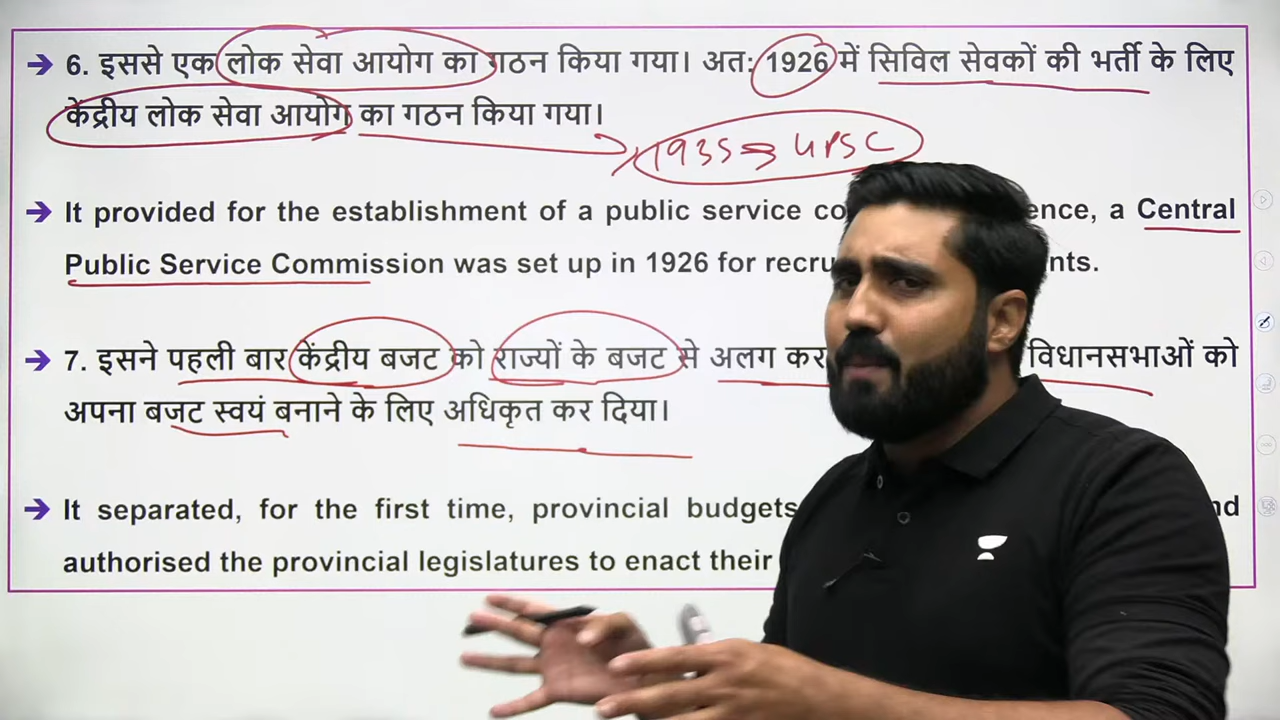 6. इससे एक लोक सेवा आयोग का गठन किया गया। अतः 1926 में सिविल सेवकों की भर्ती के लिए
केंद्रीय लोक सेवा आयोग का गठन किया गया।
1935 UPSC
It provided for the establishment of a public service ence, a Central
Public Service Commission was set up in 1926 for nts.
7. इसने पहली बार केंद्रीय बजट को राज्यों के बजट से अलग कर विधानसभाओं को
अपना बजट स्वयं बनाने के लिए अधिकृत कर दिया।
It separated, for the first time, provincial budgets
authorised the provincial legislatures to enact their